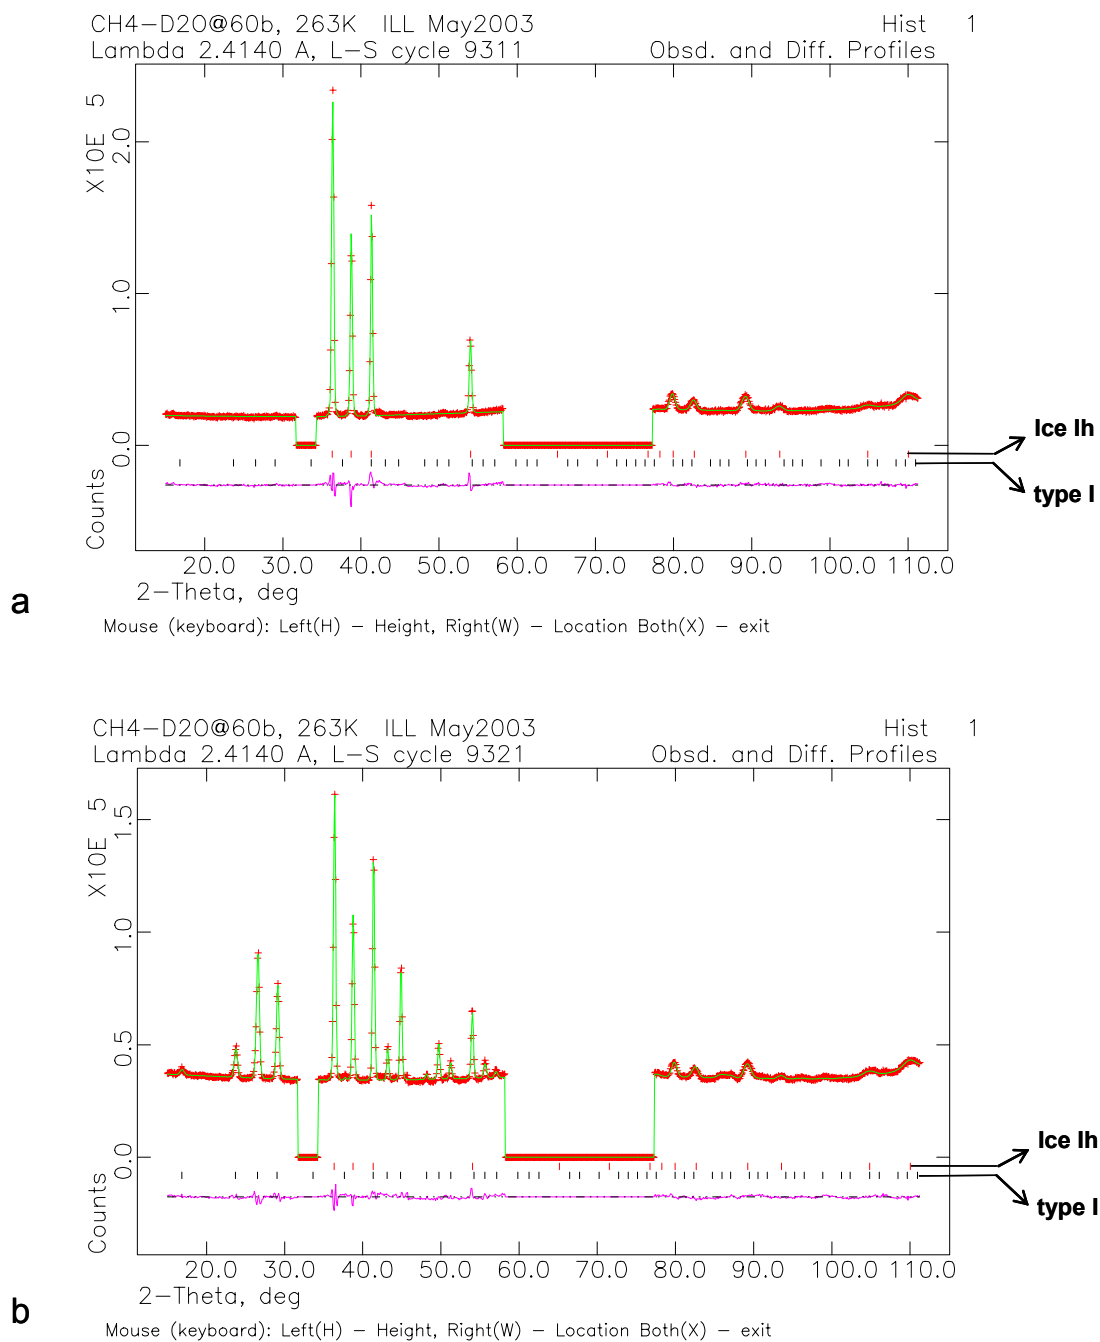 CH4-D2O@60b, 263K ILL May2003 Hist 1
Lambda 2.4140 A, L-S cycle 9311 Obsd. and Diff. Profiles
X10E 5
2.0
1.0
0.0
Counts
Ice Ih
type I
20.0 30.0 40.0 50.0 60.0 70.0 80.0 90.0 100.0 110.0
2-Theta, deg
a
Mouse (keyboard): Left(H) - Height, Right(W) - Location Both(X) - exit
CH4-D2O@60b, 263K ILL May2003 Hist 1
Lambda 2.4140 A, L-S cycle 9321 Obsd. and Diff. Profiles
X10E 5
1.5
1.0
0.5
0.0
Counts
Ice Ih
type I
20.0 30.0 40.0 50.0 60.0 70.0 80.0 90.0 100.0 110.0
2-Theta, deg
b
Mouse (keyboard): Left(H) - Height, Right(W) - Location Both(X) - exit